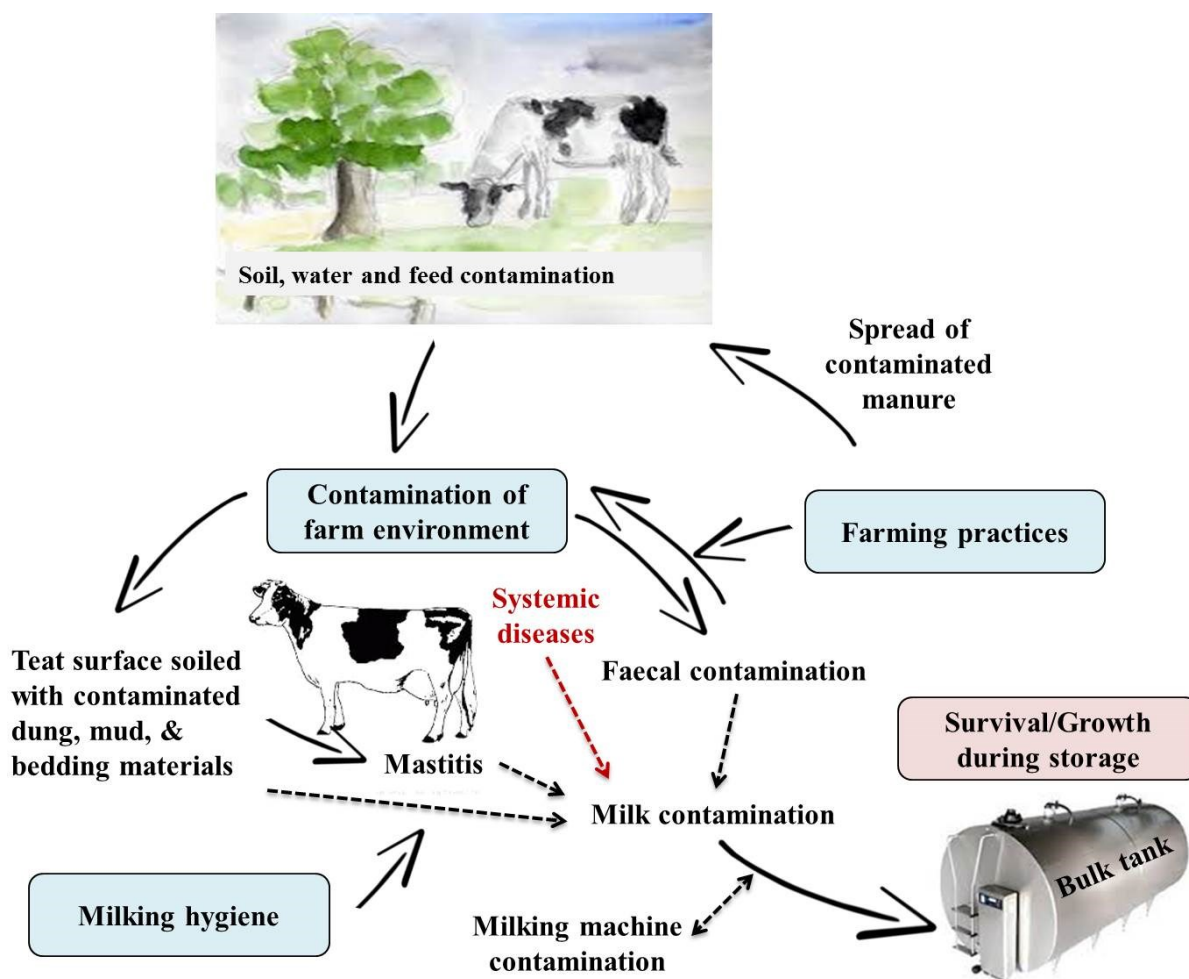 Soil, water and feed contamination
Spread of
contaminated
manure
Contamination of
farm environment
Farming practices
Systemic
diseases
Teat surface soiled
with contaminated
dung, mud, &
bedding materials
Faecal contamination
Mastitis
Survival/Growth
during storage
Milk contamination
Bulk tank
Milking hygiene
Milking machine
contamination